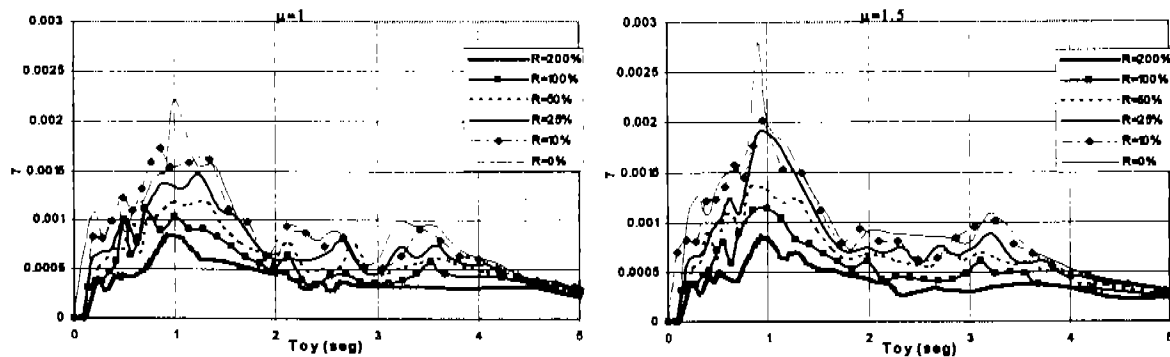 μ=1
0.003
0.0025
0.002
0.0015
0.001
0.0005
0
γ
0 1 2 3 4 5
Toy (seg)
R=200%
R=100%
R=50%
R=25%
R=10%
R=0%
μ=1.5
0.003
0.0025
0.002
0.0015
0.001
0.0005
0
γ
0 1 2 3 4 5
Toy (seg)
R=200%
R=100%
R=50%
R=25%
R=10%
R=0%